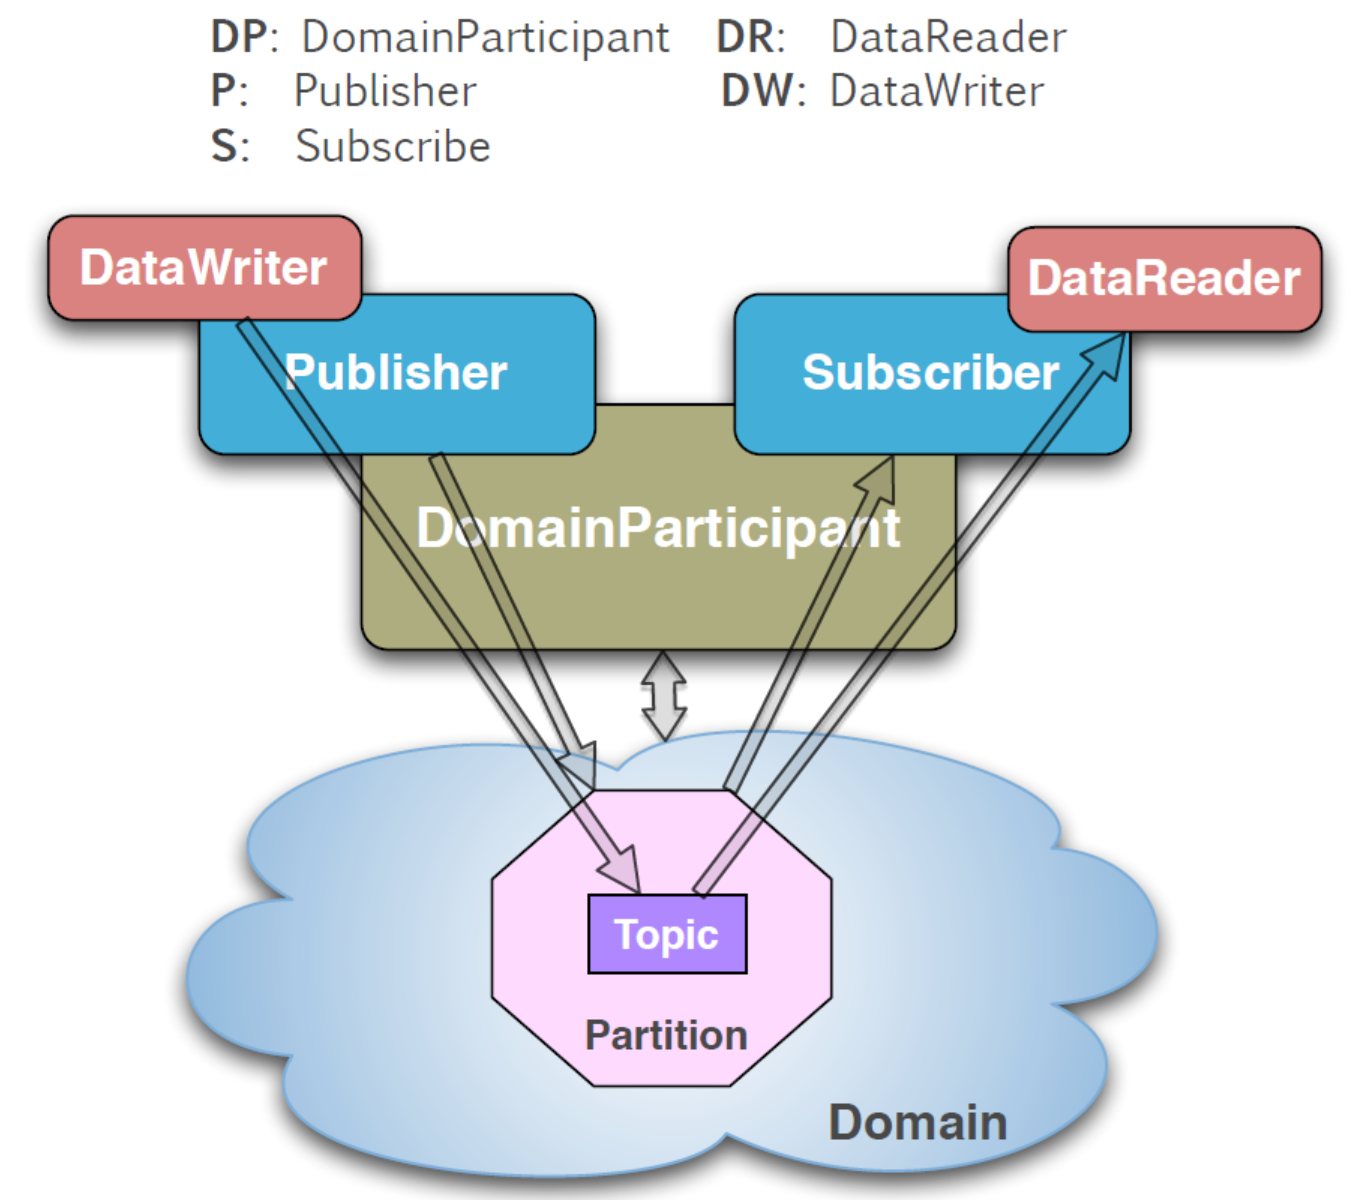 DP: DomainParticipant DR: DataReader
P: Publisher DW: DataWriter
S: Subscribe
DataWriter
DataReader
Publisher
Subscriber
DomainParticipant
Topic
Partition
Domain